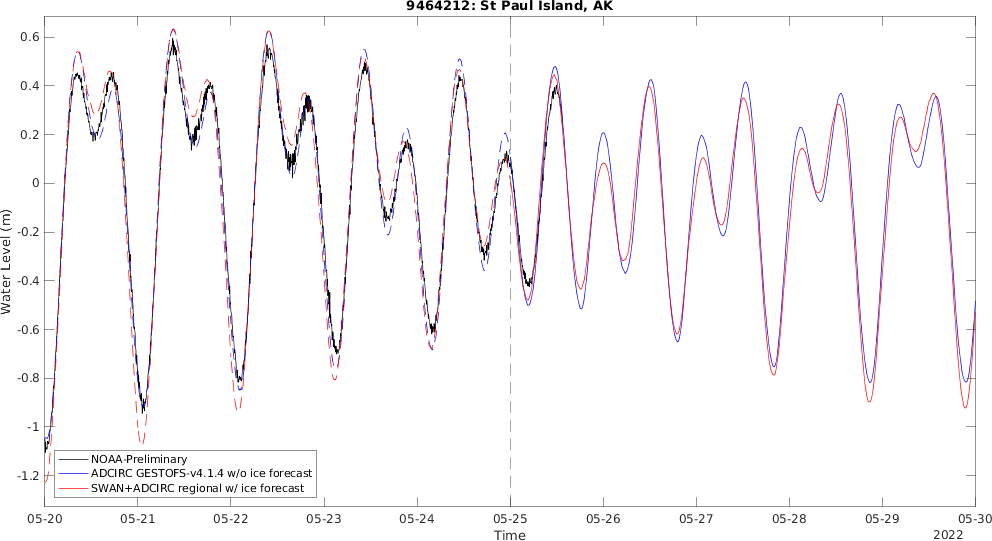 9464212: St Paul Island, AK
0.6
0.4
0.2
0
-0.2
-0.4
-0.6
-0.8
-1
-1.2
Water Level (m)
NOAA-Preliminary
ADCIRC GESTOFS-v4.1.4 w/o ice forecast
SWAN+ADCIRC regional w/ ice forecast
05-20 05-21 05-22 05-23 05-24 05-25 05-26 05-27 05-28 05-29 05-30
Time
2022